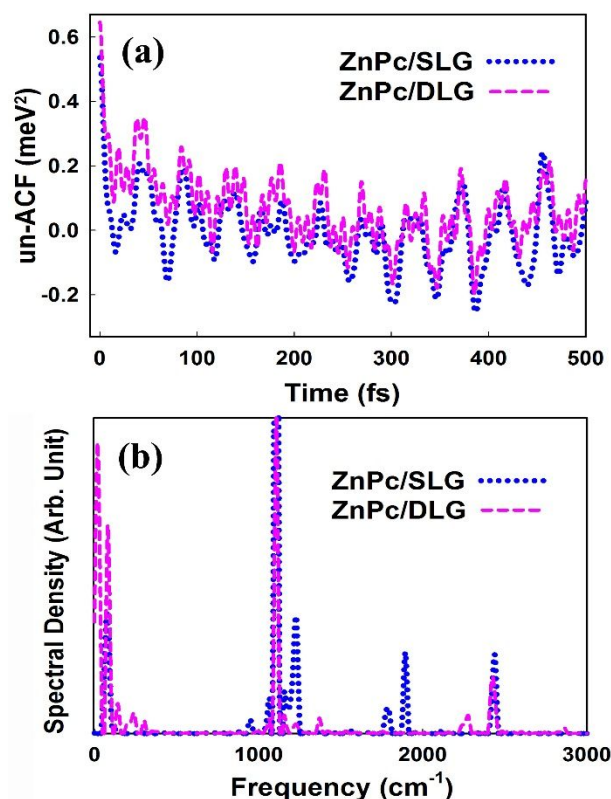 (a)
ZnPc/SLG
ZnPc/DLG
un-ACF (meV²)
0.6
0.4
0.2
0.0
-0.2
0 100 200 300 400 500
Time (fs)
(b)
ZnPc/SLG
ZnPc/DLG
Spectral Density (Arb. Unit)
0 1000 2000 3000
Frequency (cm⁻¹)